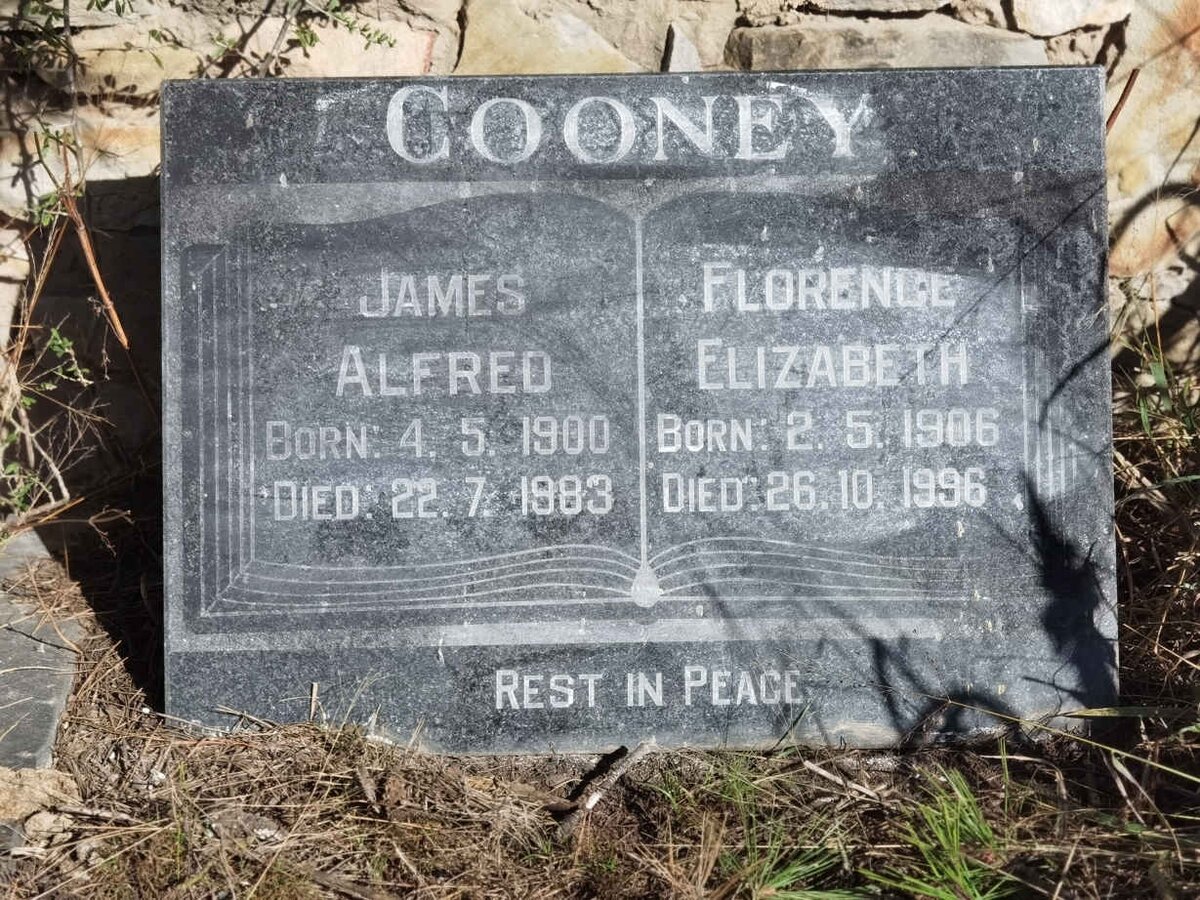 COONEY
JAMES
ALFRED
BORN: 4. 5. 1900
DIED: 22. 7. 1983
FLORENCE
ELIZABETH
BORN: 2. 5. 1906
DIED: 26. 10. 1996
REST IN PEACE